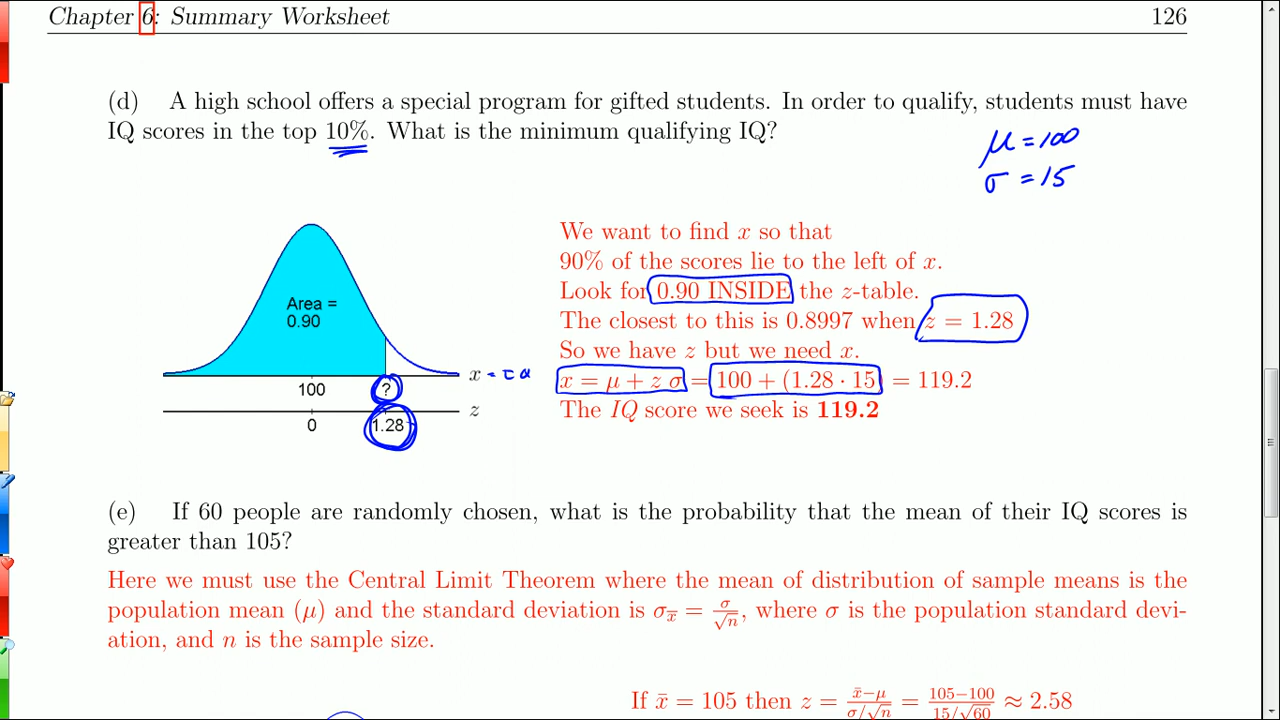 Chapter 6: Summary Worksheet 126
(d) A high school offers a special program for gifted students. In order to qualify, students must have
IQ scores in the top 10%. What is the minimum qualifying IQ?
μ = 100
σ = 15
We want to find x so that
90% of the scores lie to the left of x.
Look for 0.90 INSIDE the z-table.
The closest to this is 0.8997 when z = 1.28
So we have z but we need x.
x = μ + z σ = 100 + (1.28 · 15) = 119.2
The IQ score we seek is 119.2
Area =
0.90
x = IQ
100 ?
z
0 1.28
(e) If 60 people are randomly chosen, what is the probability that the mean of their IQ scores is
greater than 105?
Here we must use the Central Limit Theorem where the mean of distribution of sample means is the
population mean (μ) and the standard deviation is σx̅ = σ/√n, where σ is the population standard devi-
ation, and n is the sample size.
If x̄ = 105 then z = x̄−μ / σ/√n = 105−100 / 15/√60 ≈ 2.58